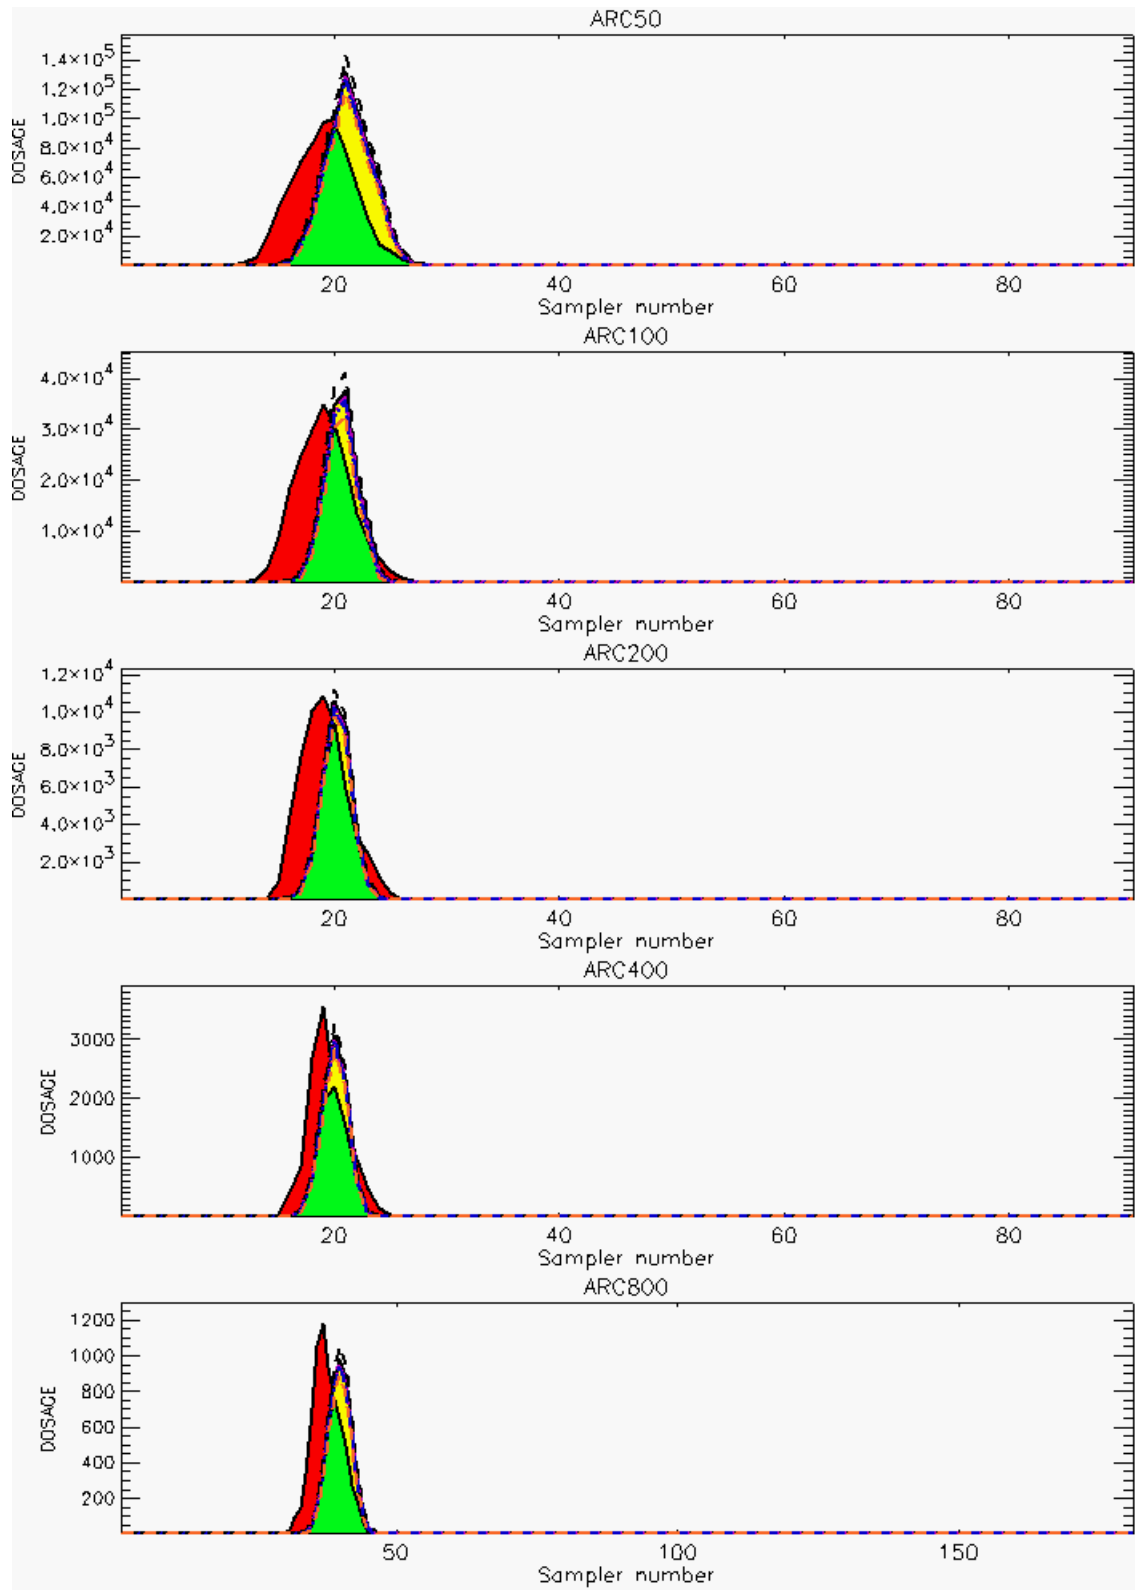 ARC50
1.4×10⁵
1.2×10⁵
1.0×10⁵
8.0×10⁴
6.0×10⁴
4.0×10⁴
2.0×10⁴
DOSAGE
20 40 60 80
Sampler number
ARC100
4.0×10⁴
3.0×10⁴
2.0×10⁴
1.0×10⁴
DOSAGE
20 40 60 80
Sampler number
ARC200
1.2×10⁴
1.0×10⁴
8.0×10³
6.0×10³
4.0×10³
2.0×10³
DOSAGE
20 40 60 80
Sampler number
ARC400
3000
2000
1000
DOSAGE
20 40 60 80
Sampler number
ARC800
1200
1000
800
600
400
200
DOSAGE
50 100 150
Sampler number